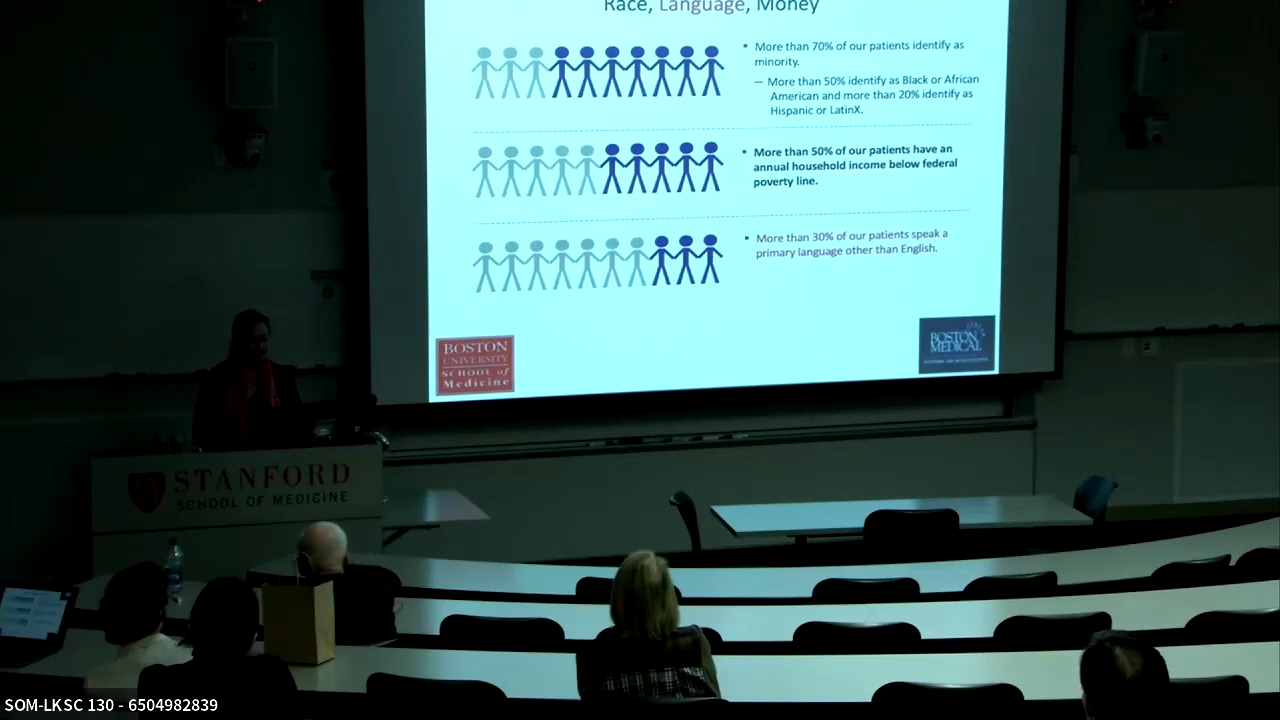 Race, Language, Money
▪ More than 70% of our patients identify as
minority.
– More than 50% identify as Black or African
American and more than 20% identify as
Hispanic or LatinX.
▪ More than 50% of our patients have an
annual household income below federal
poverty line.
▪ More than 30% of our patients speak a
primary language other than English.
BOSTON
UNIVERSITY
SCHOOL of
Medicine
BOSTON
MEDICAL
STANFORD
SCHOOL OF MEDICINE
SOM-LKSC 130 - 6504982839